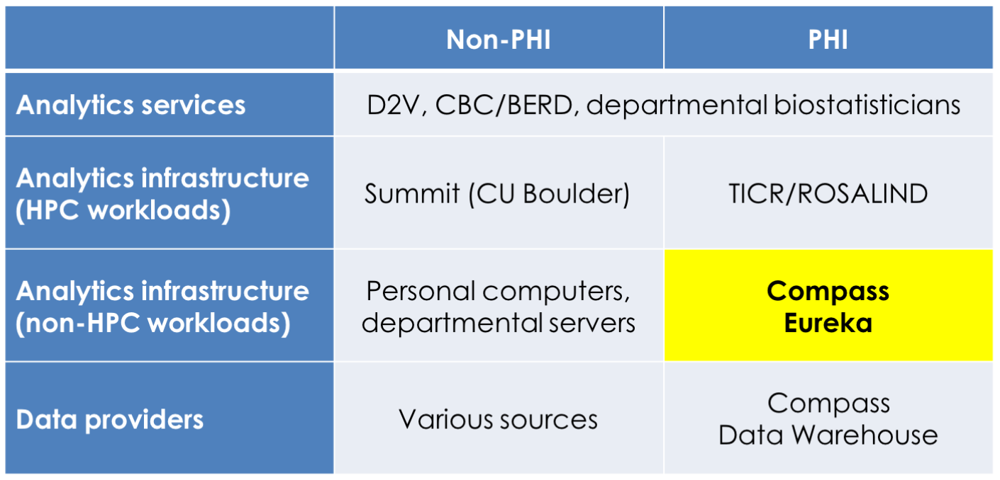 Non-PHI
PHI
Analytics services
D2V, CBC/BERD, departmental biostatisticians
Analytics infrastructure
(HPC workloads)
Summit (CU Boulder)
TICR/ROSALIND
Analytics infrastructure
(non-HPC workloads)
Personal computers,
departmental servers
Compass
Eureka
Data providers
Various sources
Compass
Data Warehouse